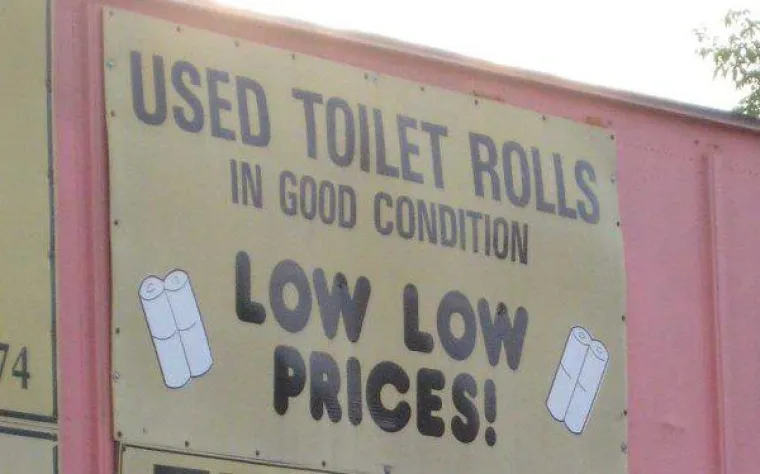 USED TOILET ROLLS
IN GOOD CONDITION
LOW LOW
PRICES!
74